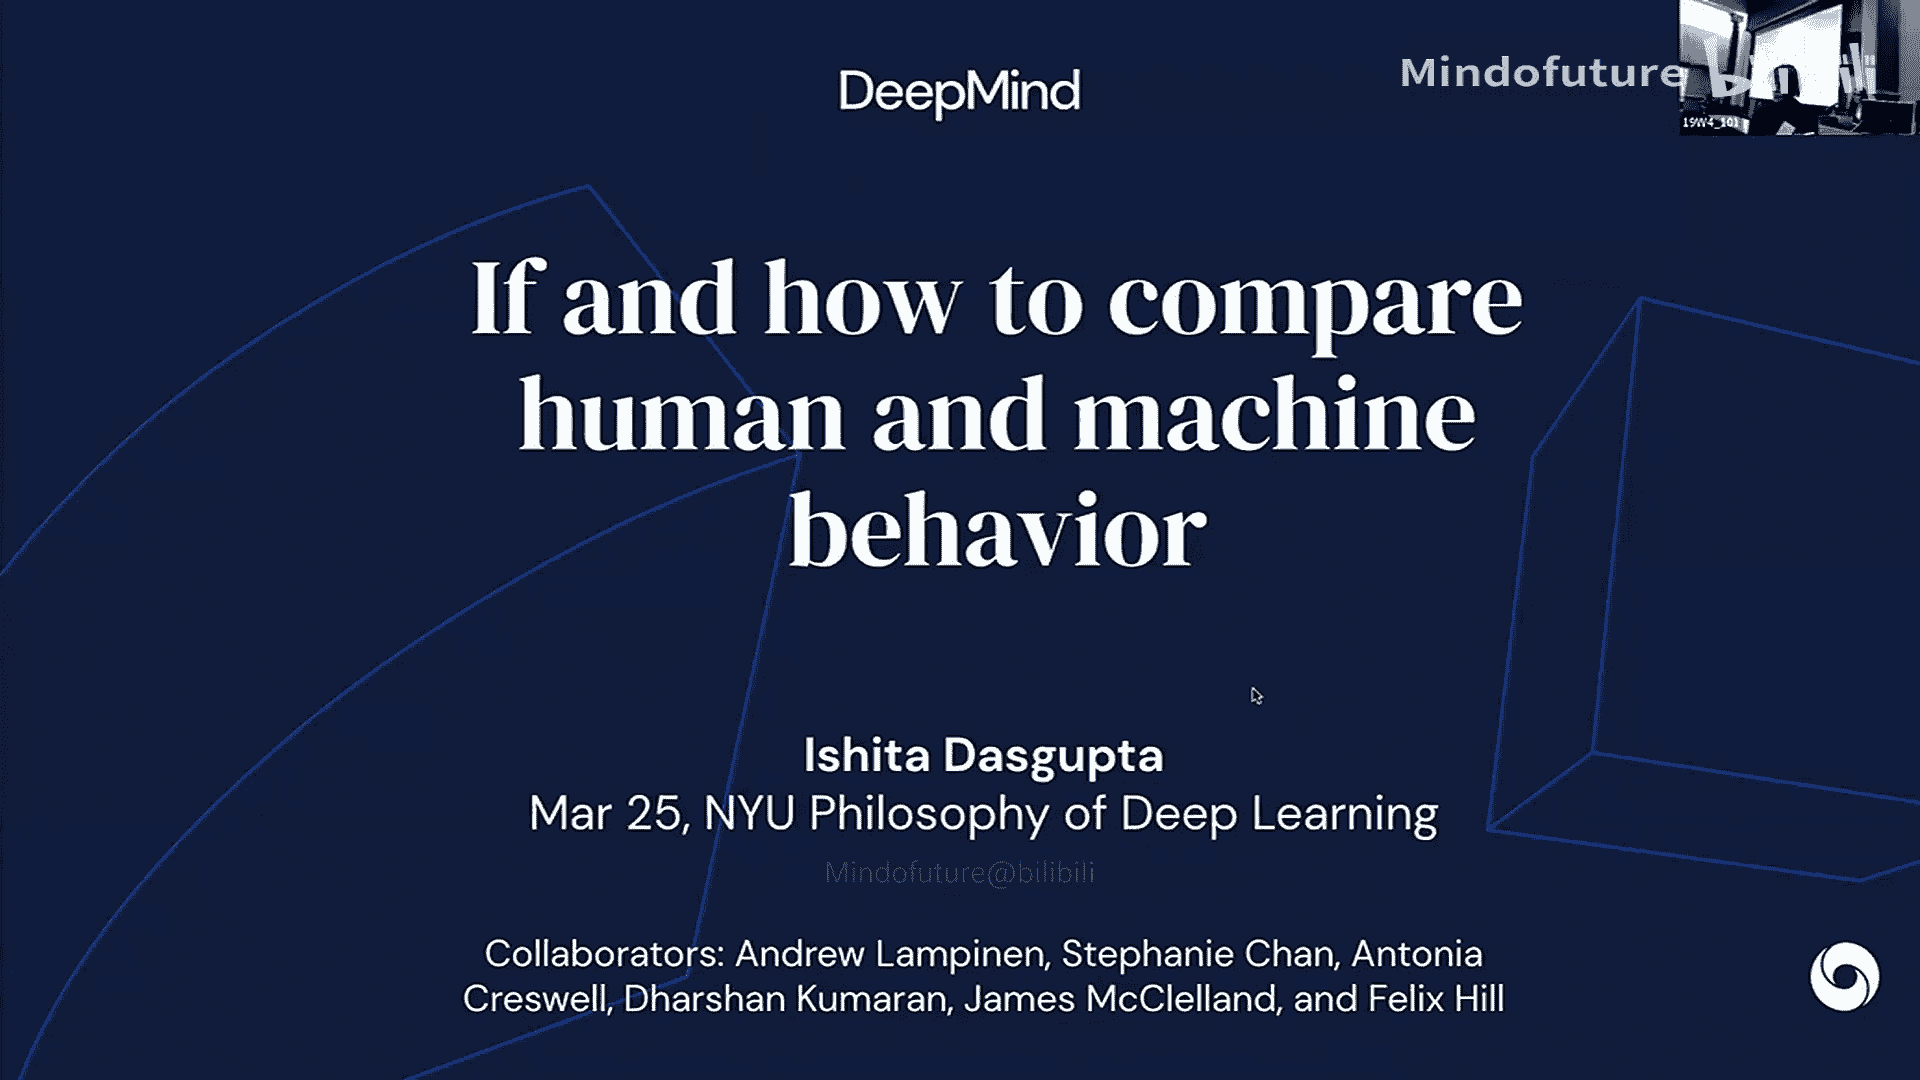 DeepMind
Mindofuture
bilibili
If and how to compare
human and machine
behavior
Ishita Dasgupta
Mar 25, NYU Philosophy of Deep Learning
Mindofuture@bilibili
Collaborators: Andrew Lampinen, Stephanie Chan, Antonia
Creswell, Dharshan Kumaran, James McClelland, and Felix Hill